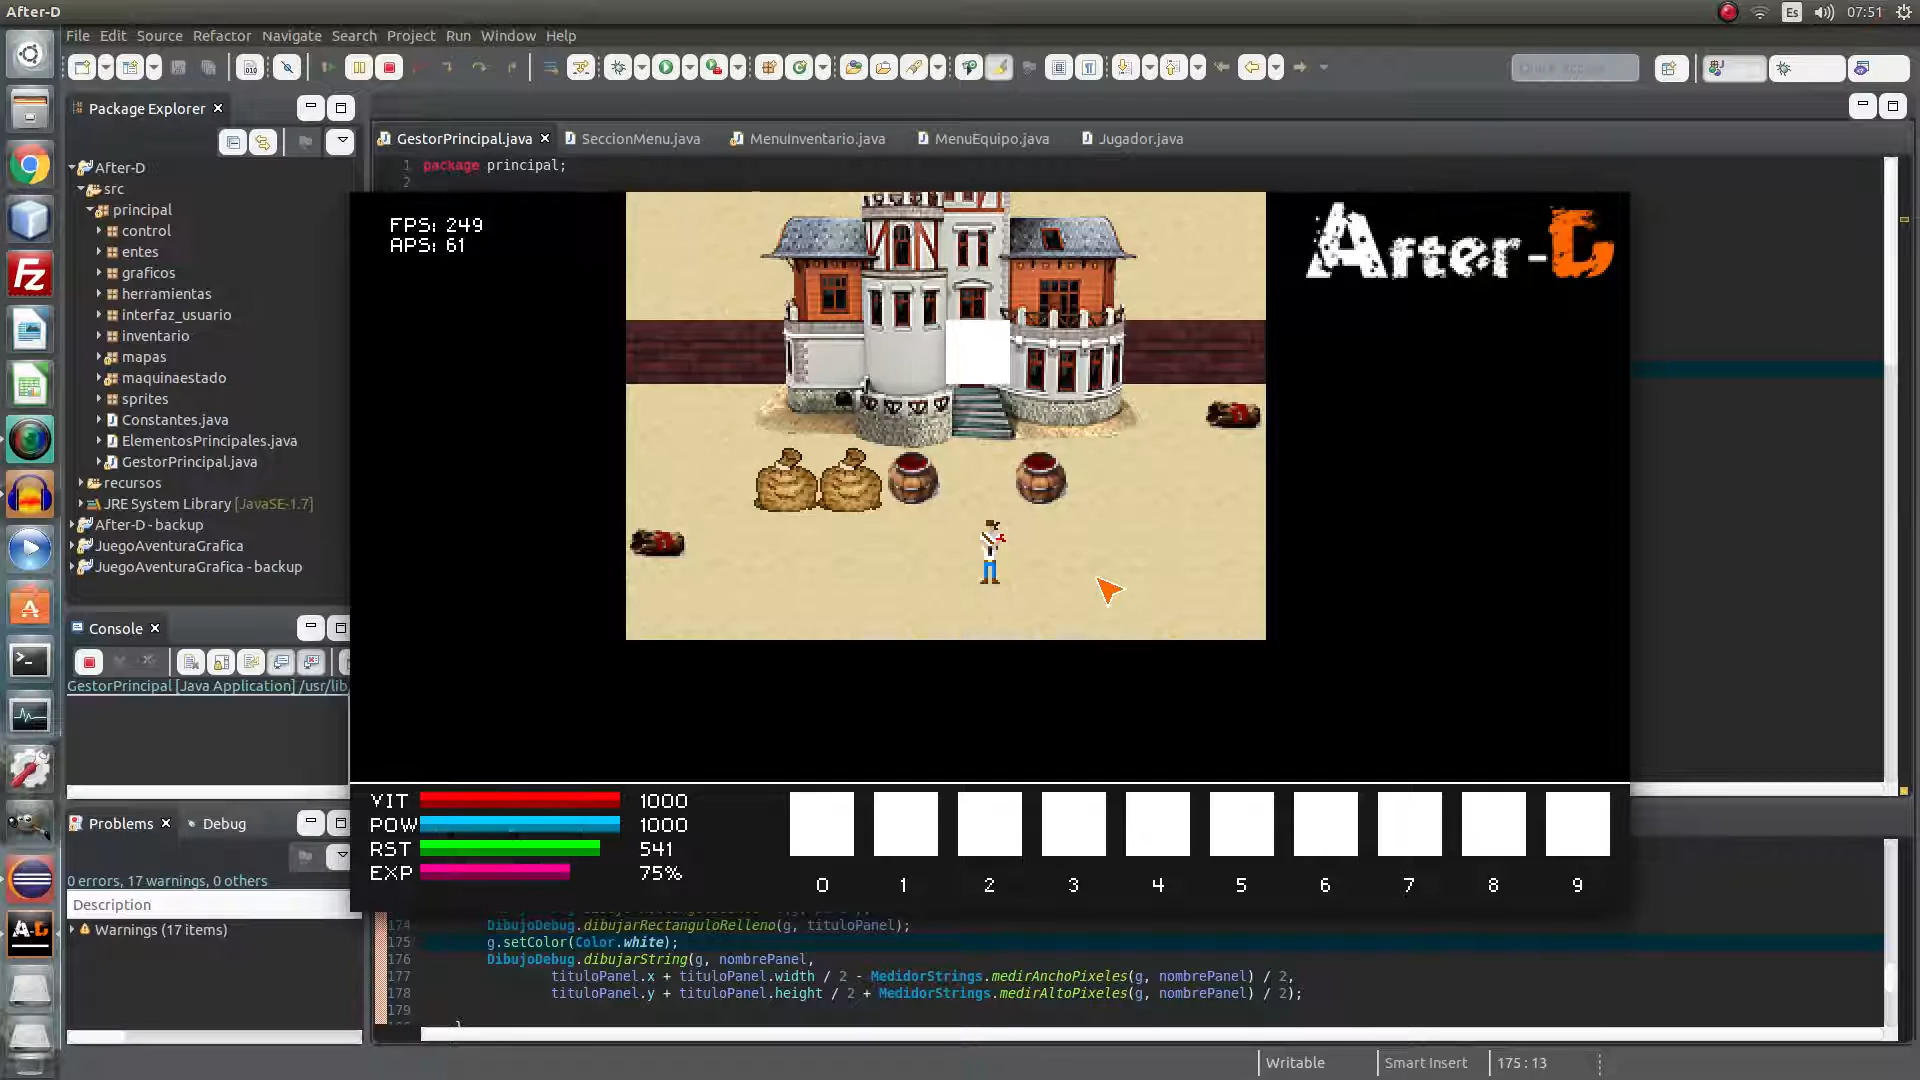 After-D
Es
07:51
File Edit Source Refactor Navigate Search Project Run Window Help
Quick Access
Package Explorer
GestorPrincipal.java
SeccionMenu.java
MenuInventario.java
MenuEquipo.java
Jugador.java
After-D
src
principal
control
entes
graficos
herramientas
interfaz_usuario
inventario
mapas
maquinaestado
sprites
Constantes.java
ElementosPrincipales.java
GestorPrincipal.java
recursos
JRE System Library [JavaSE-1.7]
After-D - backup
JuegoAventuraGrafica
JuegoAventuraGrafica - backup
1 package principal;
2
FPS: 249
APS: 61
After-D
Console
GestorPrincipal [Java Application] /usr/lib
VIT 1000
POW 1000
RST 541
EXP 75%
0 1 2 3 4 5 6 7 8 9
Problems
Debug
0 errors, 17 warnings, 0 others
Description
Warnings (17 items)
174 DibujoDebug.dibujarRectanguloRelleno(g, tituloPanel);
175 g.setColor(Color.white);
176 DibujoDebug.dibujarString(g, nombrePanel,
177 tituloPanel.x + tituloPanel.width / 2 - MedidorStrings.medirAnchoPixeles(g, nombrePanel) / 2,
178 tituloPanel.y + tituloPanel.height / 2 + MedidorStrings.medirAltoPixeles(g, nombrePanel) / 2);
179
A-D
Writable
Smart Insert
175 : 13